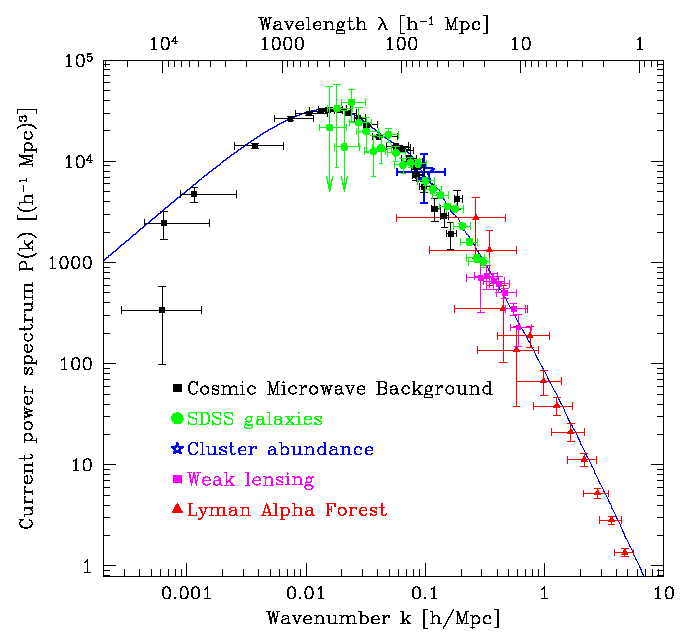 Wavelength λ [h⁻¹ Mpc]
10⁴ 1000 100 10 1
10⁵
10⁴
1000
100
10
1
Current power spectrum P(k) [(h⁻¹ Mpc)³]
Cosmic Microwave Background
SDSS galaxies
Cluster abundance
Weak lensing
Lyman Alpha Forest
0.001 0.01 0.1 1 10
Wavenumber k [h/Mpc]